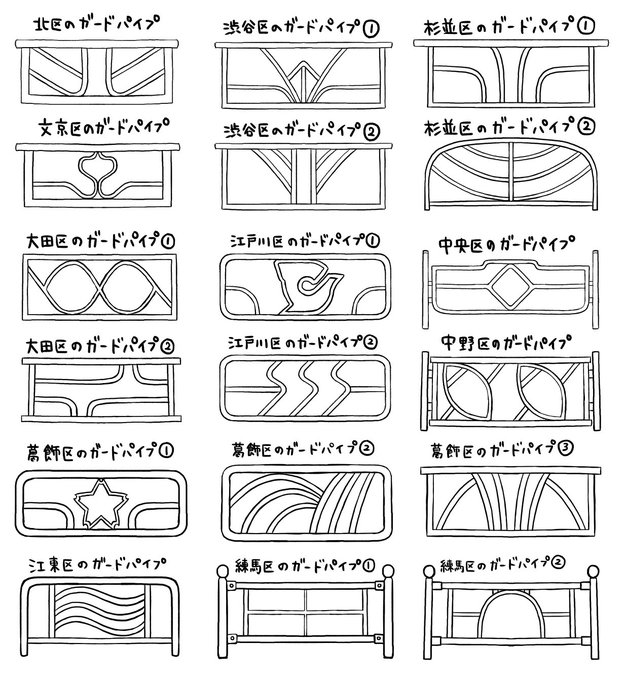 北区のガードパイプ
渋谷区のガードパイプ①
杉並区のガードパイプ①
文京区のガードパイプ
渋谷区のガードパイプ②
杉並区のガードパイプ②
大田区のガードパイプ①
江戸川区のガードパイプ①
中央区のガードパイプ
大田区のガードパイプ②
江戸川区のガードパイプ②
中野区のガードパイプ
葛飾区のガードパイプ①
葛飾区のガードパイプ②
葛飾区のガードパイプ③
江東区のガードパイプ
練馬区のガードパイプ①
練馬区のガードパイプ②